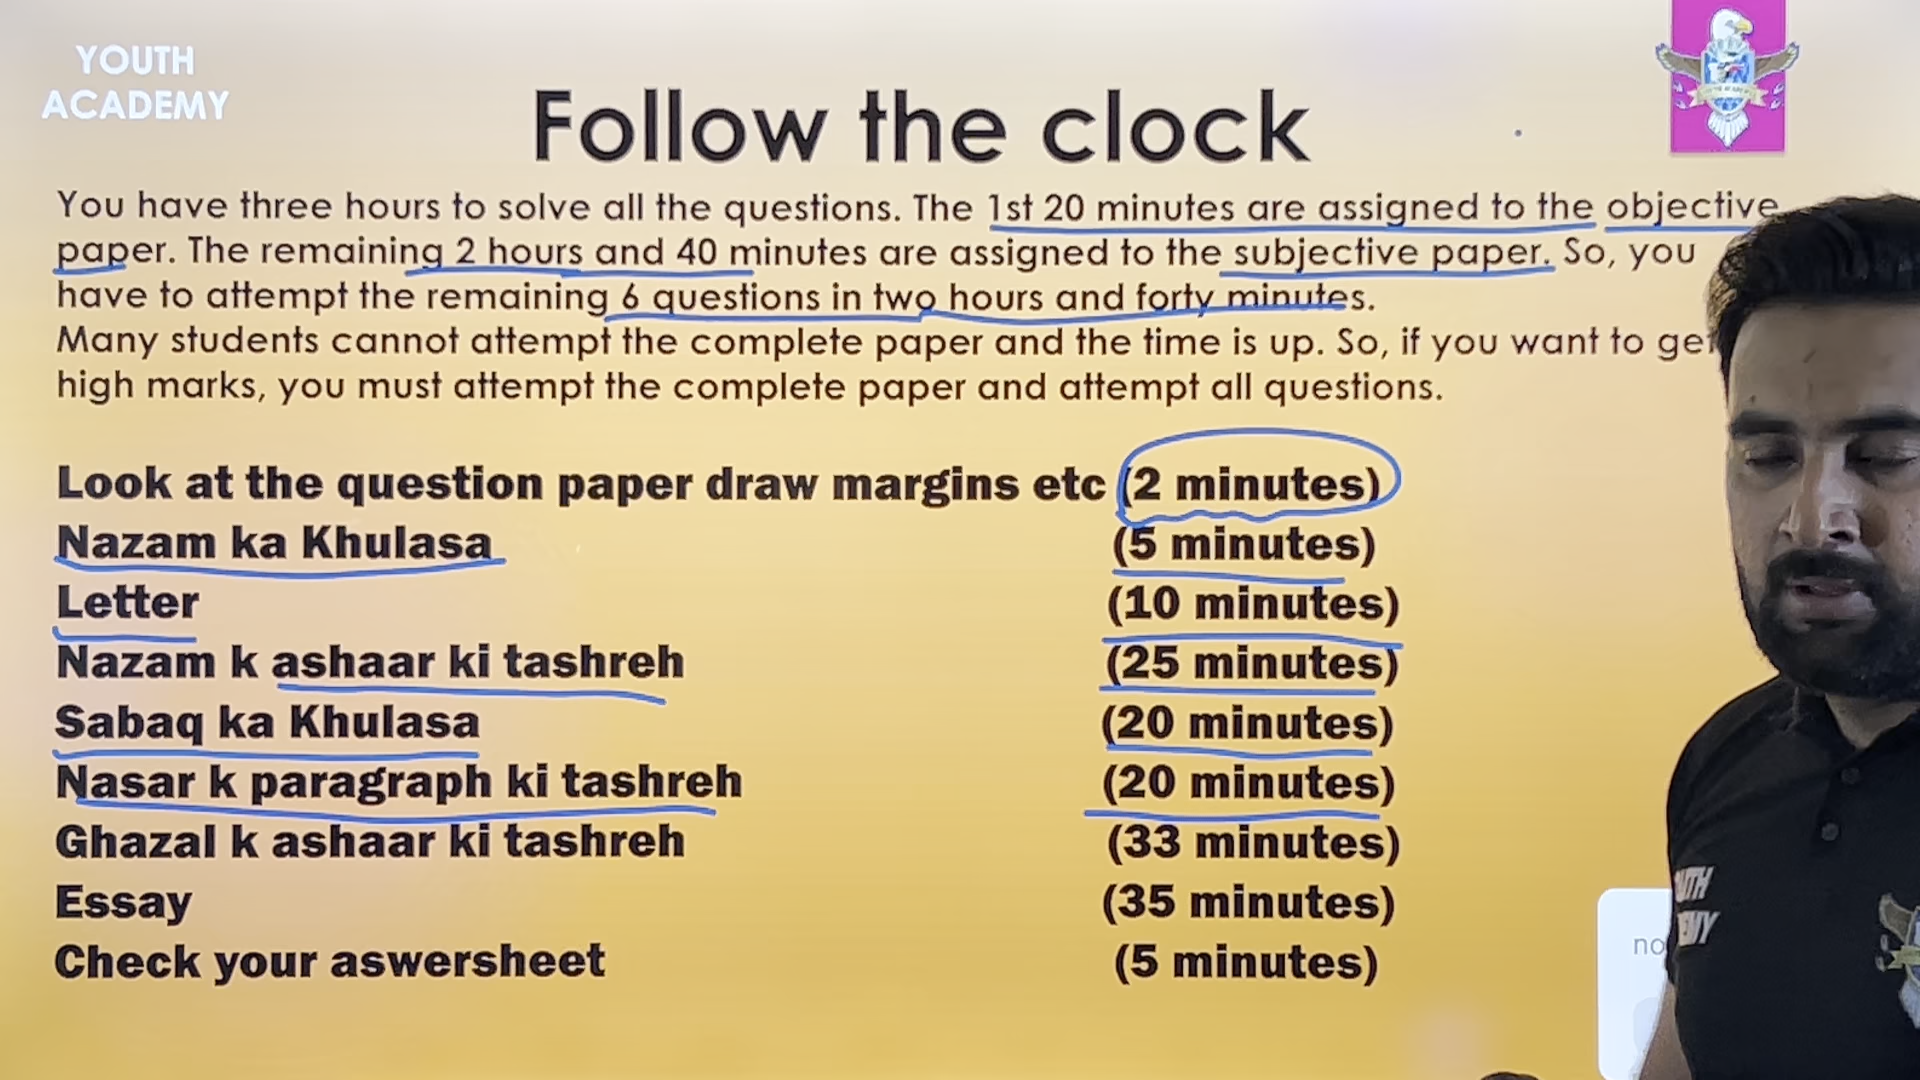 YOUTH
ACADEMY
Follow the clock
You have three hours to solve all the questions. The 1st 20 minutes are assigned to the objective
paper. The remaining 2 hours and 40 minutes are assigned to the subjective paper. So, you
have to attempt the remaining 6 questions in two hours and forty minutes.
Many students cannot attempt the complete paper and the time is up. So, if you want to get
high marks, you must attempt the complete paper and attempt all questions.
Look at the question paper draw margins etc (2 minutes)
Nazam ka Khulasa (5 minutes)
Letter (10 minutes)
Nazam k ashaar ki tashreh (25 minutes)
Sabaq ka Khulasa (20 minutes)
Nasar k paragraph ki tashreh (20 minutes)
Ghazal k ashaar ki tashreh (33 minutes)
Essay (35 minutes)
Check your aswersheet (5 minutes)
no